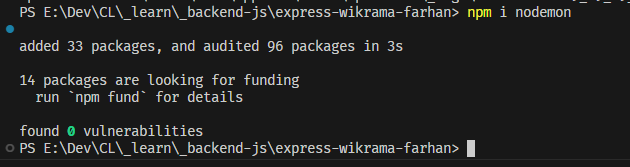 PS E:\Dev\CL\_learn\_backend-js\express-wikrama-farhan> npm i nodemon
added 33 packages, and audited 96 packages in 3s
14 packages are looking for funding
run `npm fund` for details
found 0 vulnerabilities
PS E:\Dev\CL\_learn\_backend-js\express-wikrama-farhan>